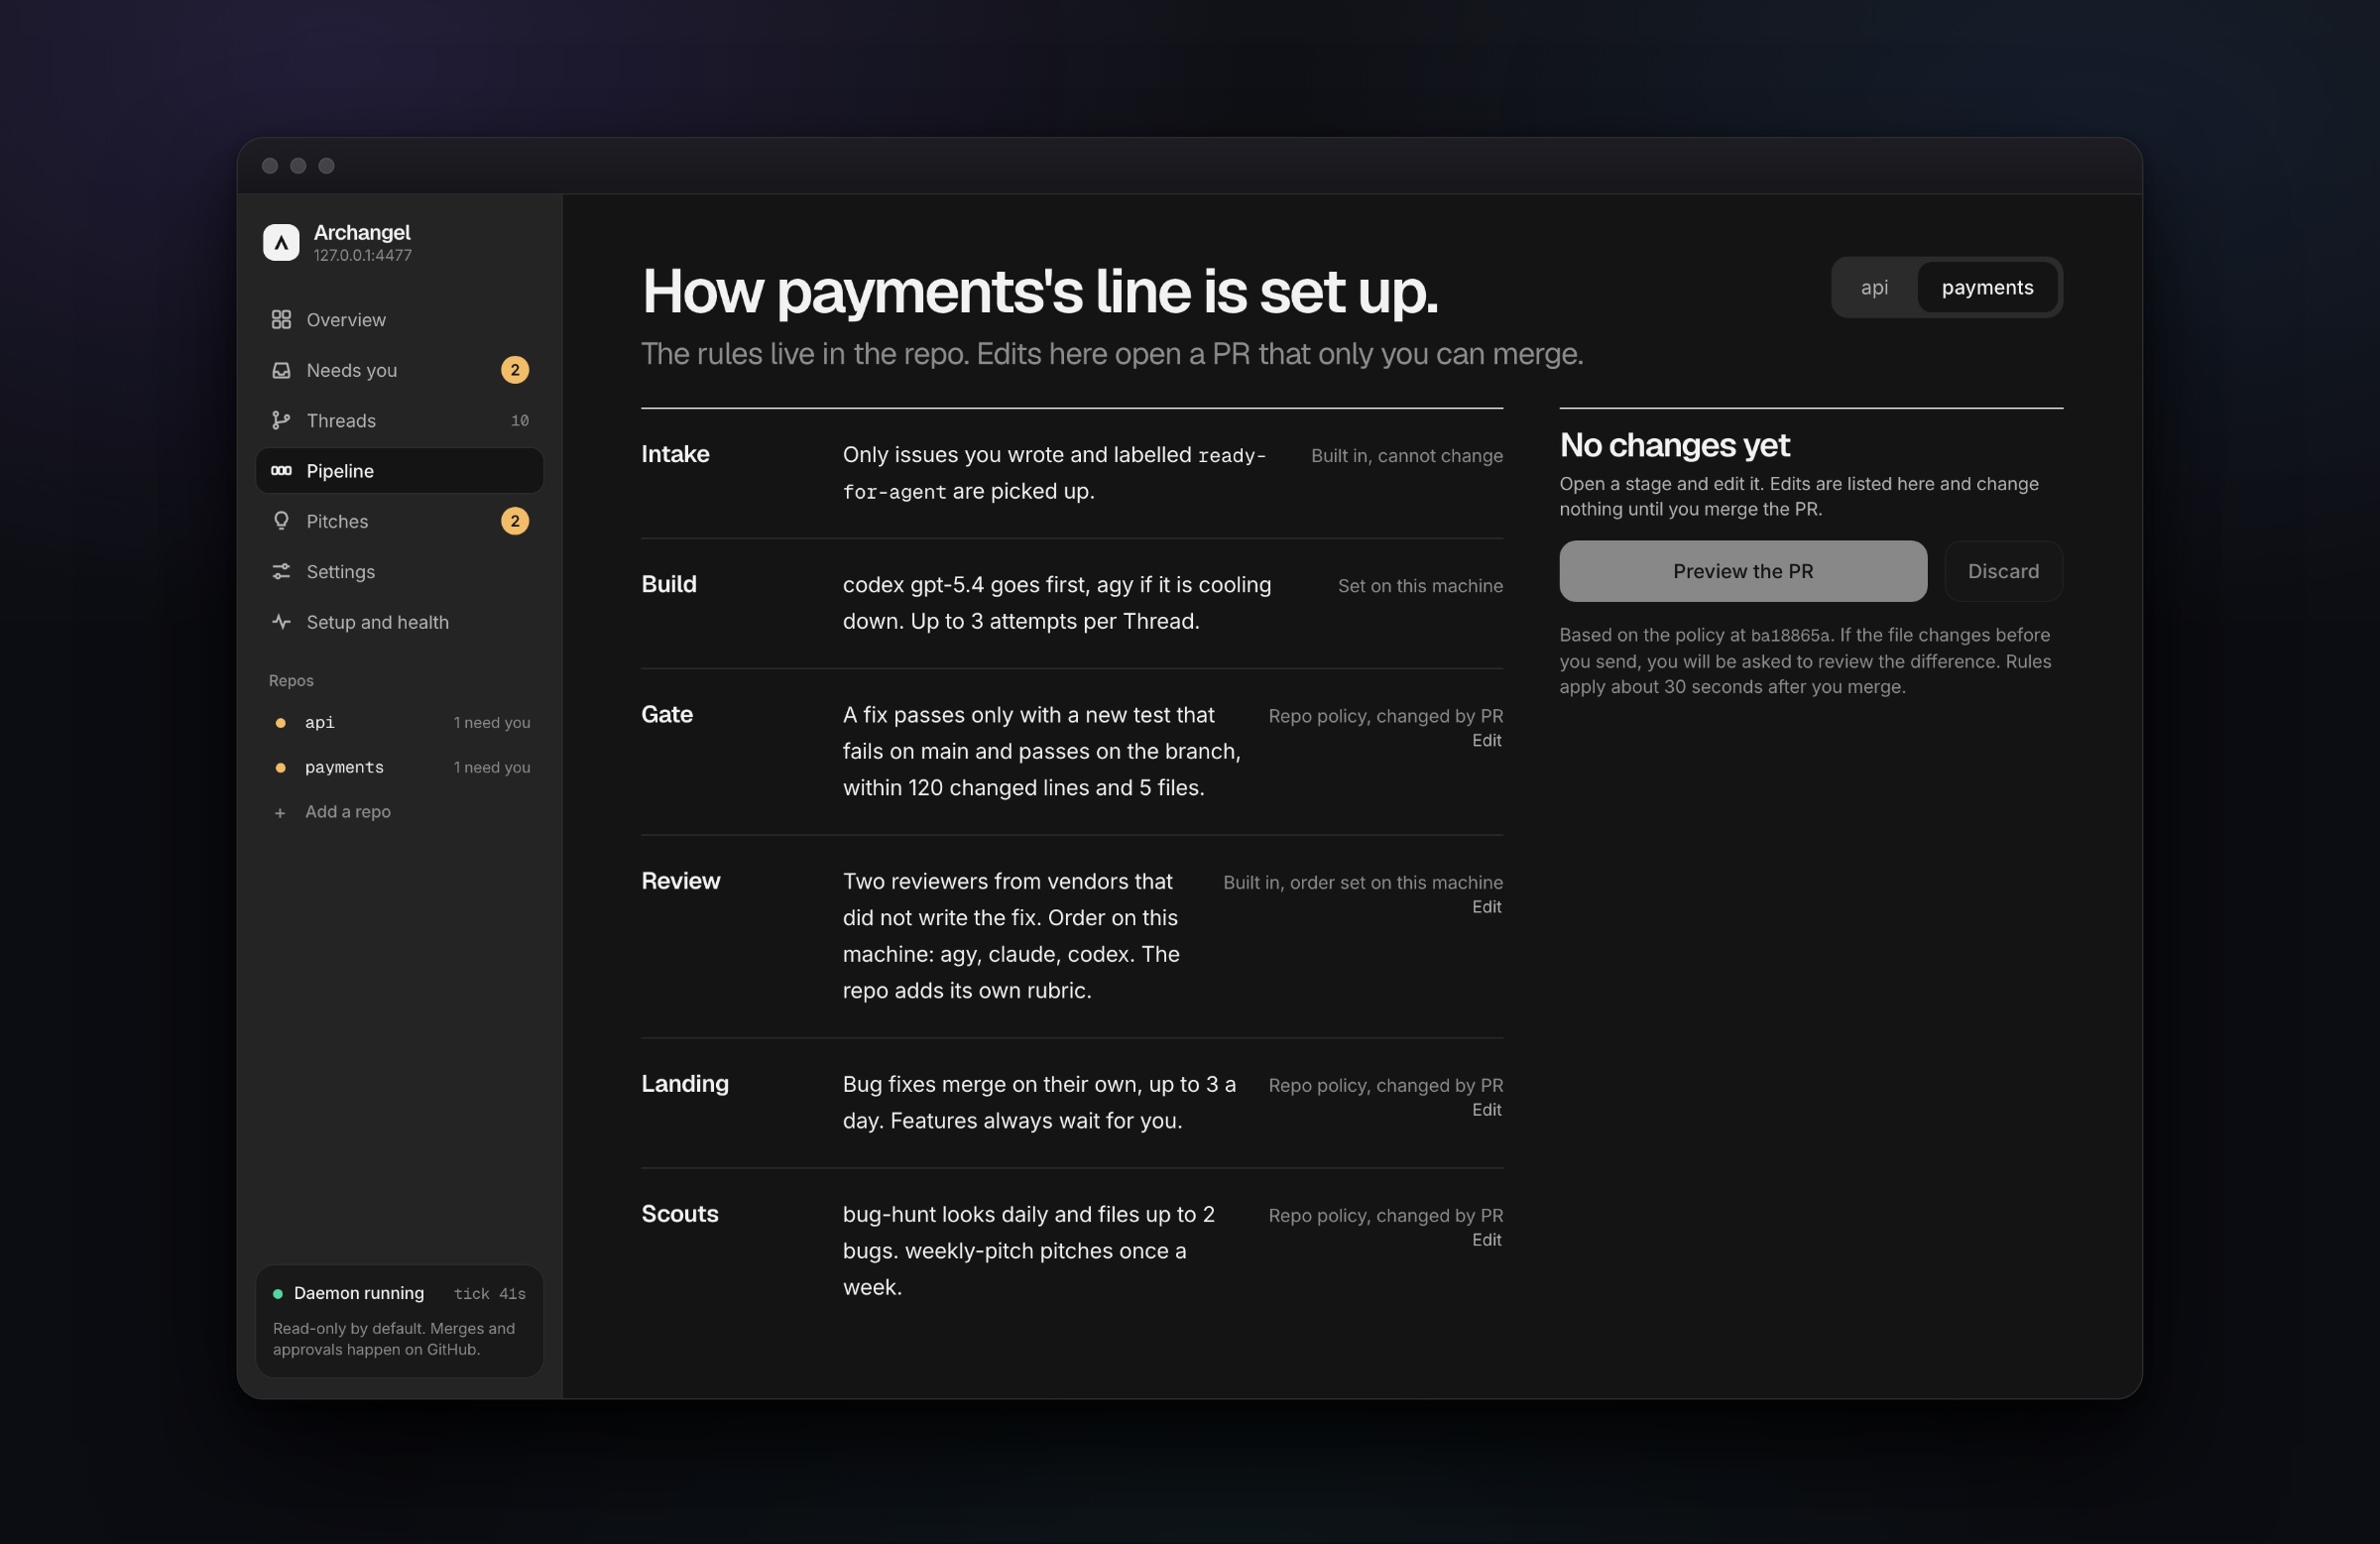 Archangel
127.0.0.1:4477
Overview
Needs you 2
Threads 10
Pipeline
Pitches 2
Settings
Setup and health
Repos
api 1 need you
payments 1 need you
+ Add a repo
Daemon running tick 41s
Read-only by default. Merges and
approvals happen on GitHub.
How payments's line is set up.
The rules live in the repo. Edits here open a PR that only you can merge.
api payments
Intake
Only issues you wrote and labelled ready-
for-agent are picked up.
Built in, cannot change
Build
codex gpt-5.4 goes first, agy if it is cooling
down. Up to 3 attempts per Thread.
Set on this machine
Gate
A fix passes only with a new test that
fails on main and passes on the branch,
within 120 changed lines and 5 files.
Repo policy, changed by PR
Edit
Review
Two reviewers from vendors that
did not write the fix. Order on this
machine: agy, claude, codex. The
repo adds its own rubric.
Built in, order set on this machine
Edit
Landing
Bug fixes merge on their own, up to 3 a
day. Features always wait for you.
Repo policy, changed by PR
Edit
Scouts
bug-hunt looks daily and files up to 2
bugs. weekly-pitch pitches once a
week.
Repo policy, changed by PR
Edit
No changes yet
Open a stage and edit it. Edits are listed here and change
nothing until you merge the PR.
Preview the PR Discard
Based on the policy at ba18865a. If the file changes before
you send, you will be asked to review the difference. Rules
apply about 30 seconds after you merge.